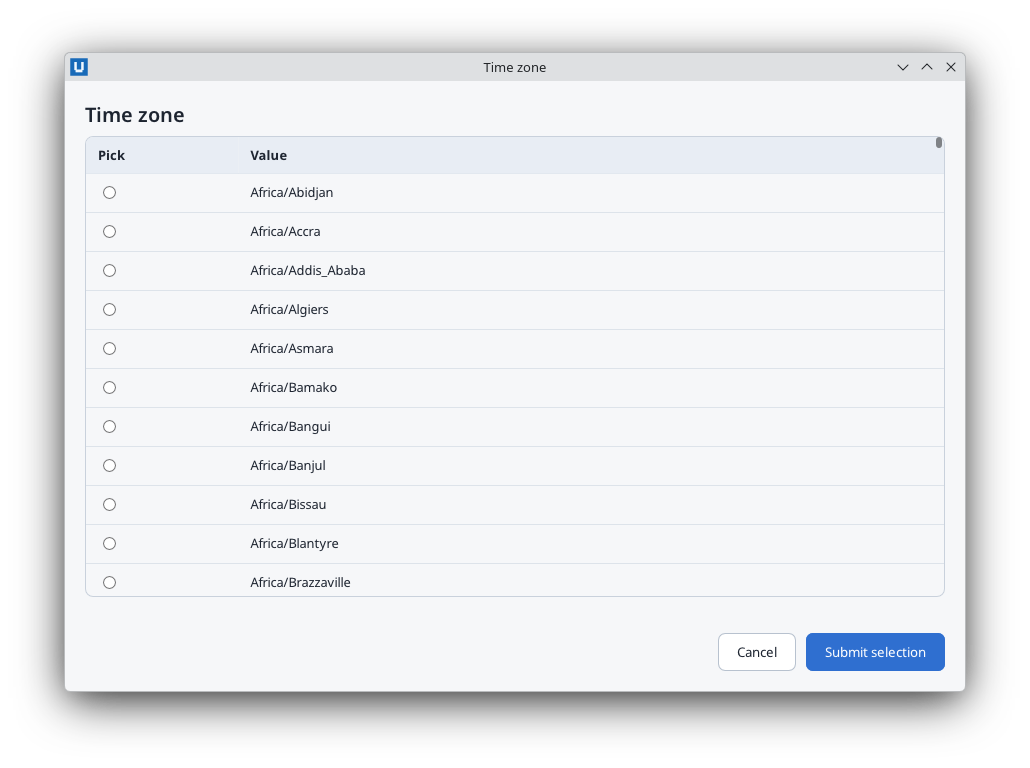 Time zone
Time zone
Pick Value
Africa/Abidjan
Africa/Accra
Africa/Addis_Ababa
Africa/Algiers
Africa/Asmara
Africa/Bamako
Africa/Bangui
Africa/Banjul
Africa/Bissau
Africa/Blantyre
Africa/Brazzaville
Cancel Submit selection